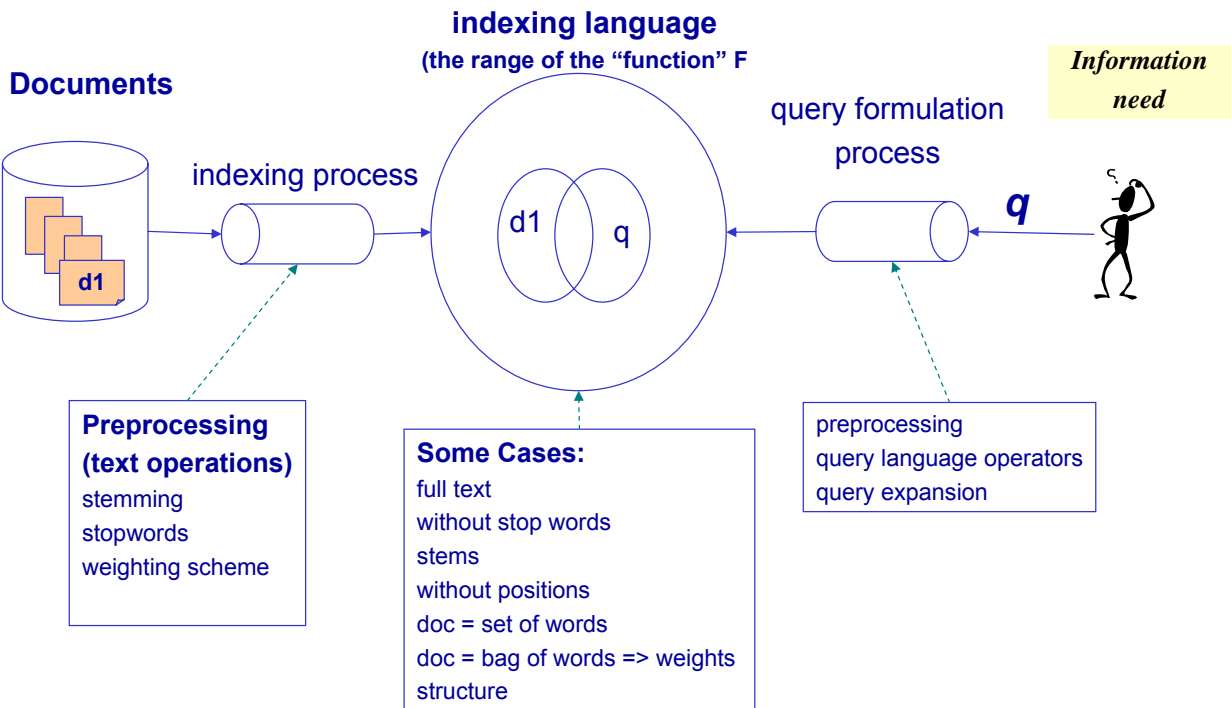 indexing language
(the range of the “function” F
Documents
Information
need
query formulation
process
indexing process
d1
q
q
d1
?
Preprocessing
(text operations)
stemming
stopwords
weighting scheme
Some Cases:
full text
without stop words
stems
without positions
doc = set of words
doc = bag of words => weights
structure
preprocessing
query language operators
query expansion